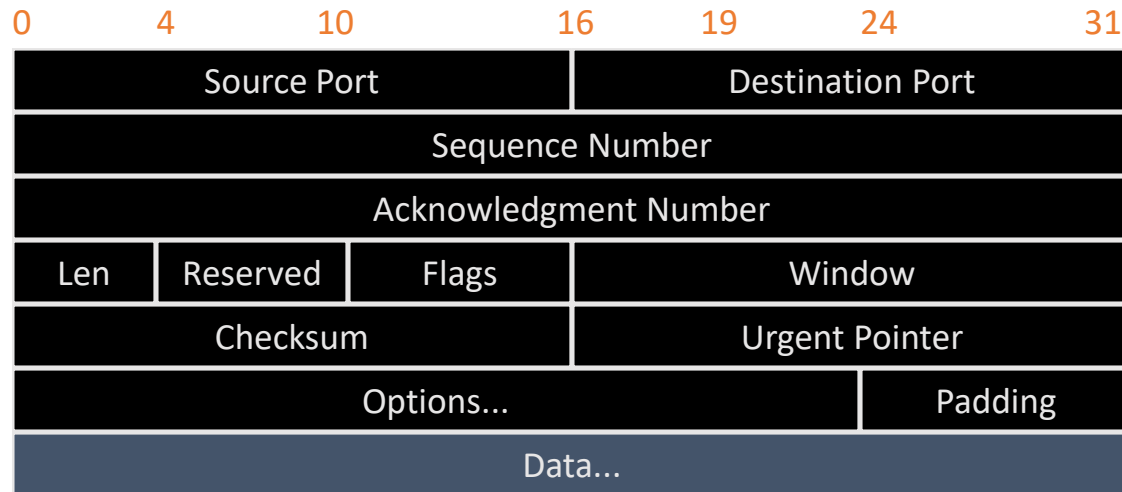 0 4 10 16 19 24 31
Source Port Destination Port
Sequence Number
Acknowledgment Number
Len Reserved Flags Window
Checksum Urgent Pointer
Options... Padding
Data...